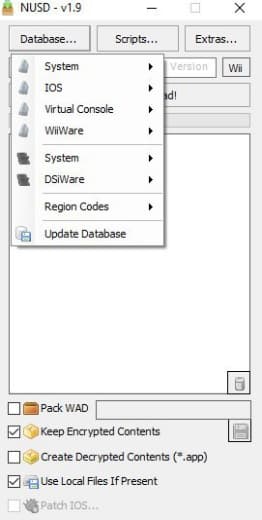 NUSD - v1.9
Database... Scripts... Extras...
System
IOS
Virtual Console
WiiWare
System
DSiWare
Region Codes
Update Database
Version Wii
ad!
Pack WAD
Keep Encrypted Contents
Create Decrypted Contents (*.app)
Use Local Files If Present
Patch IOS...